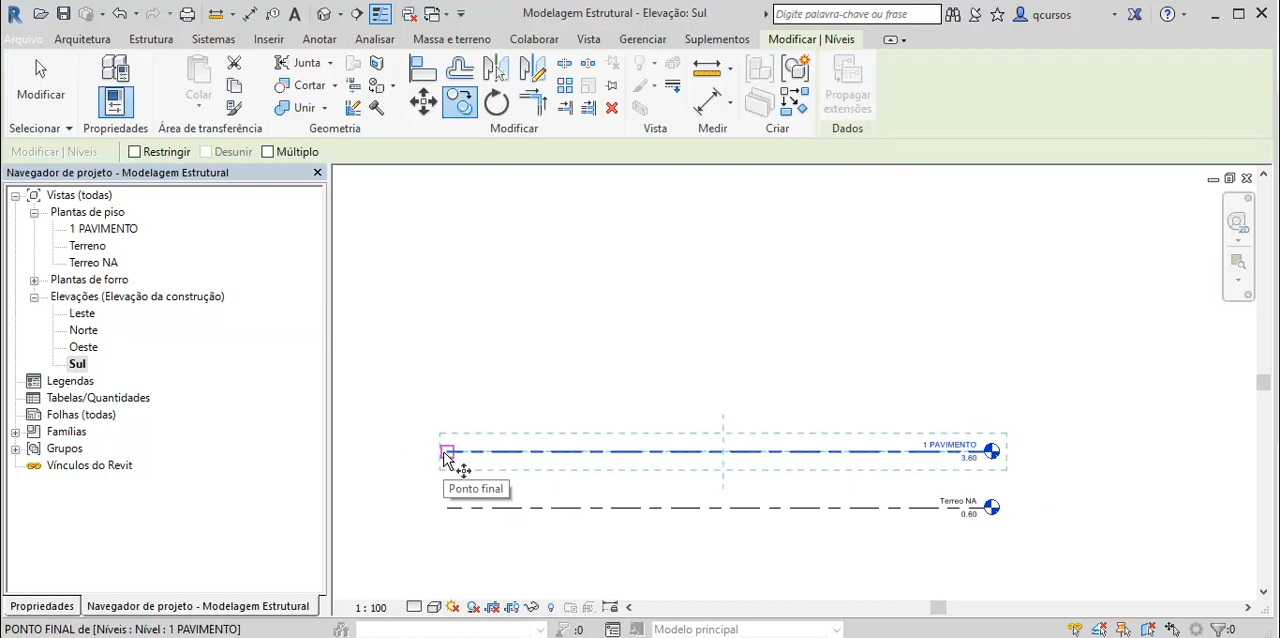 Modelagem Estrutural - Elevação: Sul
Digite palavra-chave ou frase
qcursos
Arquivo
Arquitetura
Estrutura
Sistemas
Inserir
Anotar
Analisar
Massa e terreno
Colaborar
Vista
Gerenciar
Suplementos
Modificar | Níveis
Modificar
Colar
Junta
Cortar
Unir
Propagar
extensões
Selecionar
Propriedades
Área de transferência
Geometria
Modificar
Vista
Medir
Criar
Dados
Modificar | Níveis
Restringir
Desunir
Múltiplo
Navegador de projeto - Modelagem Estrutural
Vistas (todas)
Plantas de piso
1 PAVIMENTO
Terreno
Terreo NA
Plantas de forro
Elevações (Elevação da construção)
Leste
Norte
Oeste
Sul
Legendas
Tabelas/Quantidades
Folhas (todas)
Famílias
Grupos
Vínculos do Revit
2D
1 PAVIMENTO
3.60
Ponto final
Terreo NA
0.60
Propriedades
Navegador de projeto - Modelagem Estrutural
1 : 100
PONTO FINAL de [Níveis : Nível : 1 PAVIMENTO]
:0
Modelo principal
:0